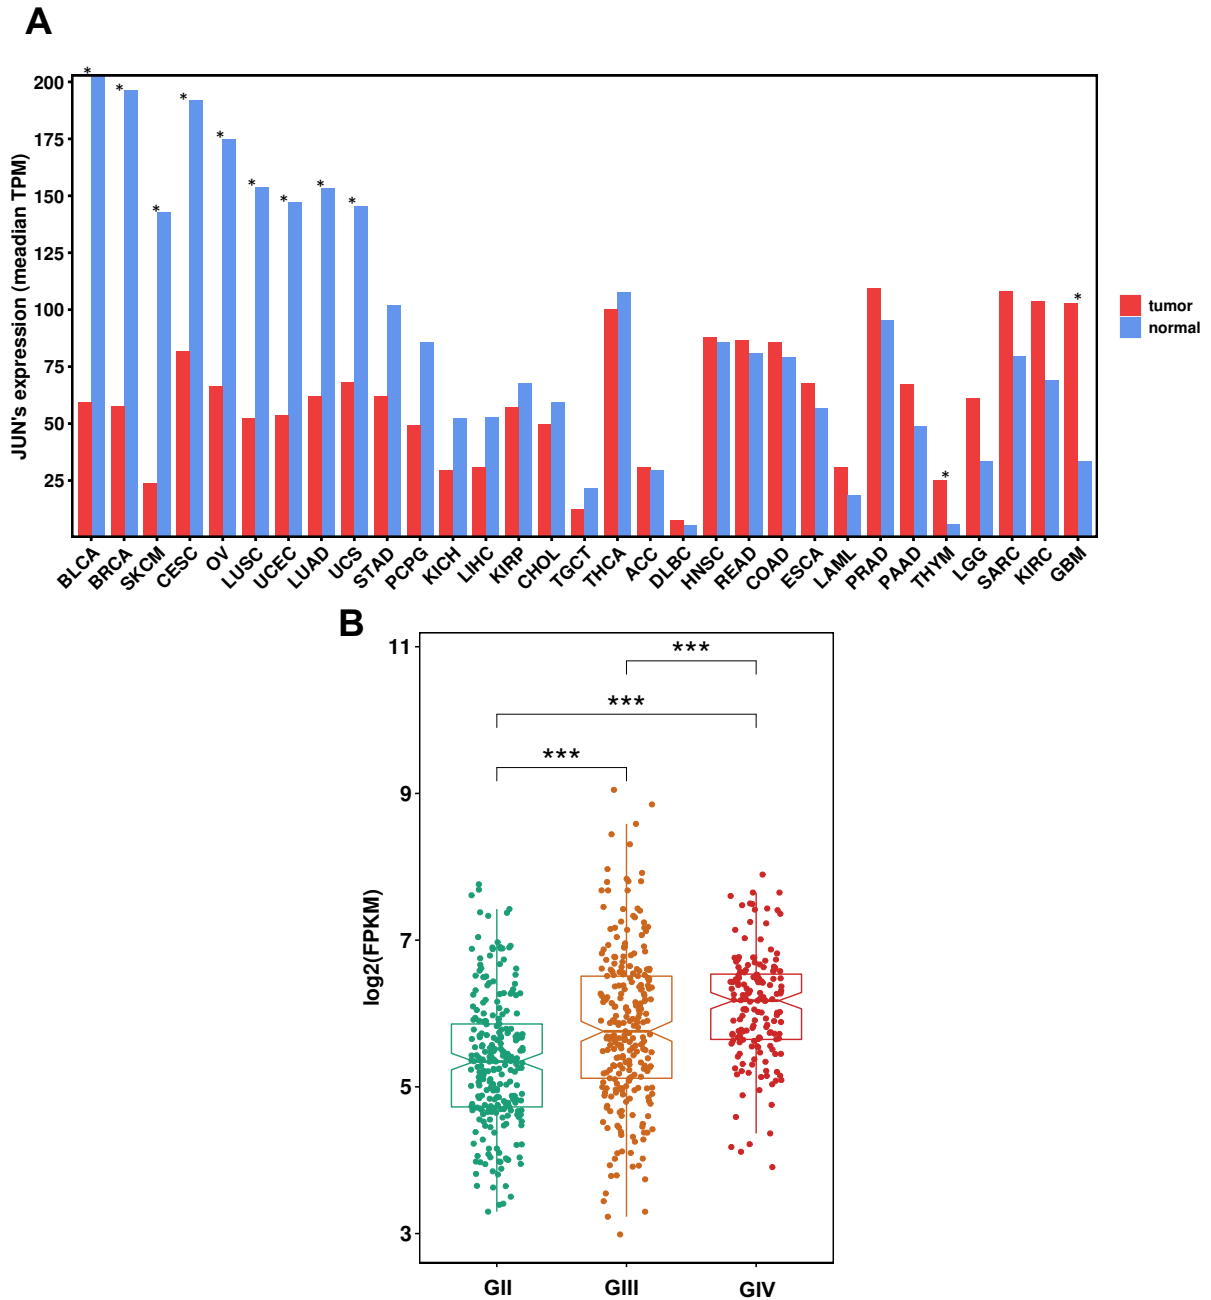 A
JUN's expression (meadian TPM)
200
175
150
125
100
75
50
25
* * * * * * * * * * *
BLCA BRCA SKCM CESC OV LUSC UCEC LUAD UCS STAD PCPG KICH LIHC KIRP CHOL TGCT THCA ACC DLBC HNSC READ COAD ESCA LAML PRAD PAAD THYM LGG SARC KIRC GBM
tumor
normal
B
log2(FPKM)
11
9
7
5
3
***
***
***
GII GIII GIV